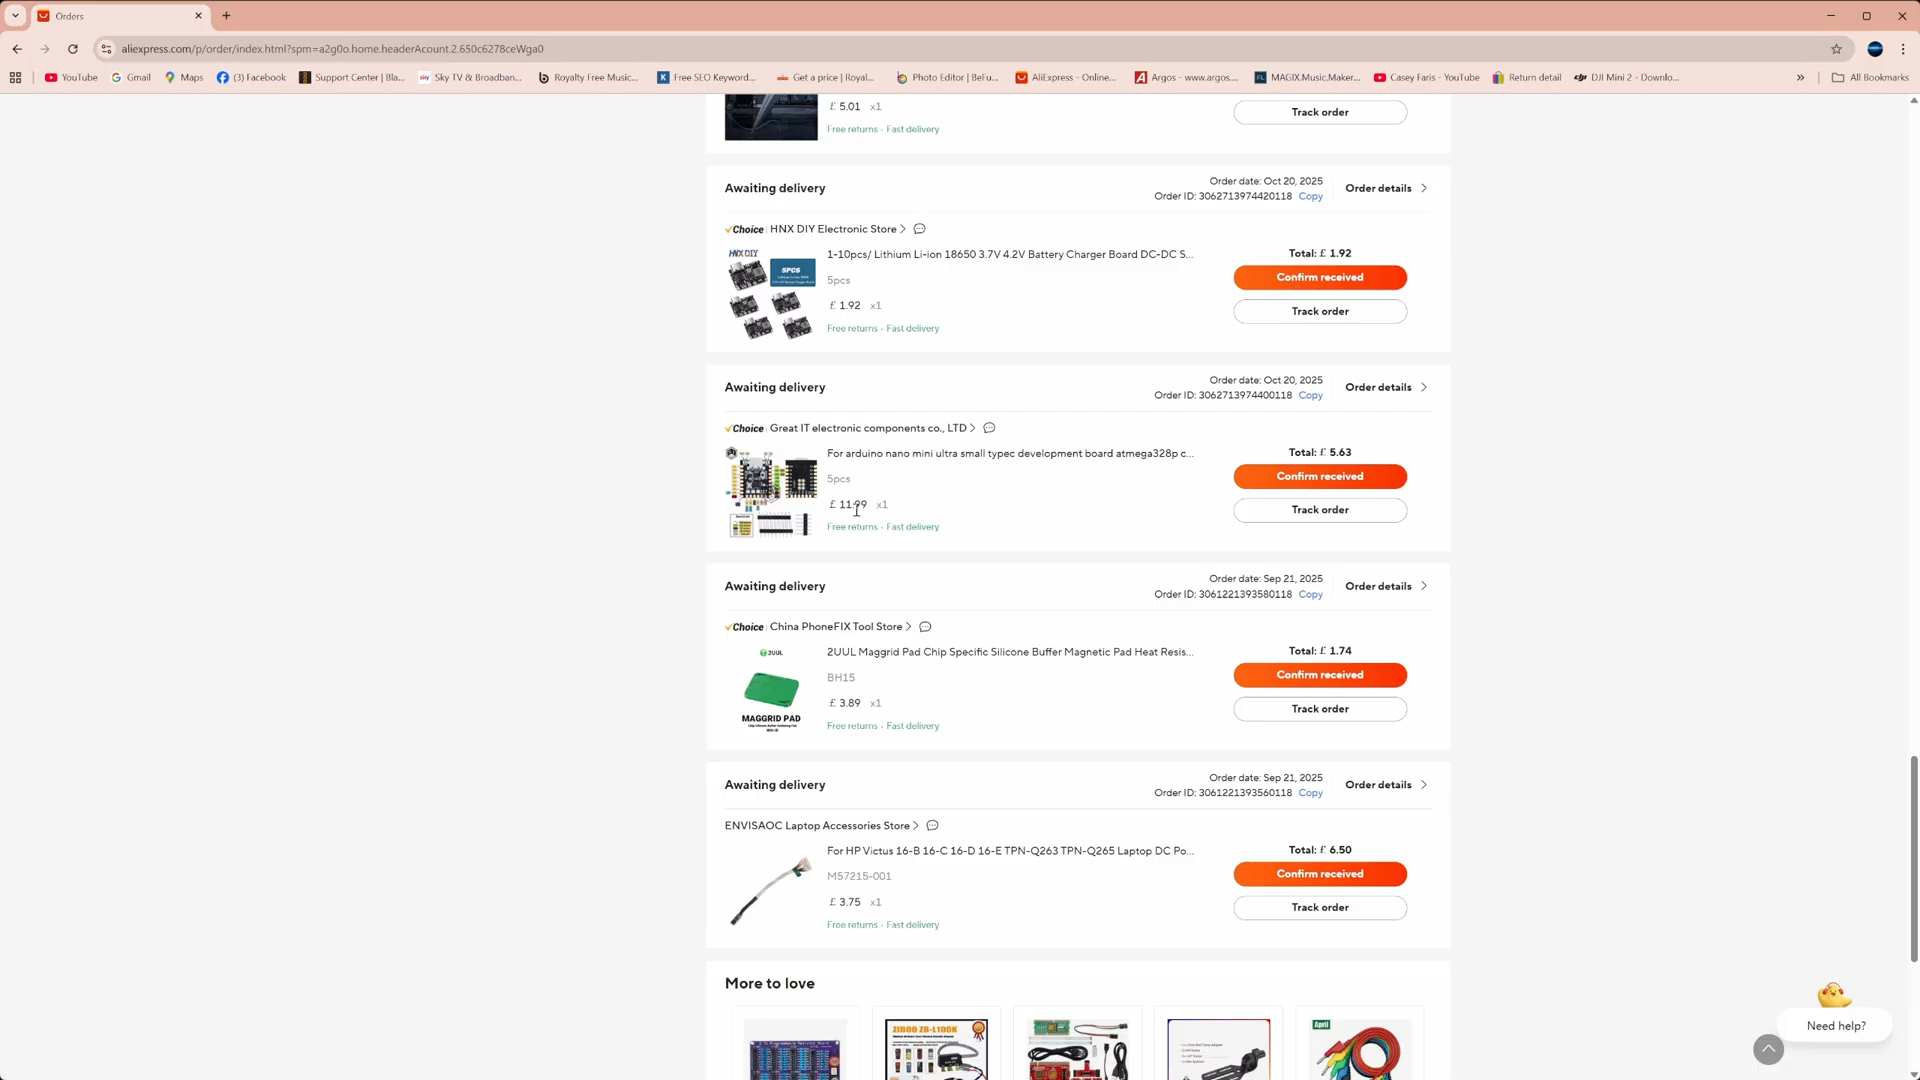 Orders
aliexpress.com/p/order/index.html?spm=a2g0o.home.headerAcount.2.650c6278ceWga0
YouTube Gmail Maps (3) Facebook Support Center | Bla... Sky TV & Broadban... Royalty Free Music... Free SEO Keyword... Get a price | Royal... Photo Editor | BeFu... AliExpress - Online... Argos - www.argos.... MAGIX.Music.Maker... Casey Faris - YouTube Return detail DJI Mini 2 - Downlo... All Bookmarks
£ 5.01 x1
Track order
Free returns · Fast delivery
Awaiting delivery
Order date: Oct 20, 2025
Order ID: 3062713974420118 Copy
Order details
Choice HNX DIY Electronic Store
HNX DIY
5PCS
1-10pcs/ Lithium Li-ion 18650 3.7V 4.2V Battery Charger Board DC-DC S...
5pcs
£ 1.92 x1
Free returns · Fast delivery
Total: £ 1.92
Confirm received
Track order
Awaiting delivery
Order date: Oct 20, 2025
Order ID: 3062713974400118 Copy
Order details
Choice Great IT electronic components co., LTD
For arduino nano mini ultra small typec development board atmega328p c...
5pcs
£ 11.99 x1
Free returns · Fast delivery
Total: £ 5.63
Confirm received
Track order
Awaiting delivery
Order date: Sep 21, 2025
Order ID: 3061221393580118 Copy
Order details
Choice China PhoneFIX Tool Store
2UUL
MAGGRID PAD
2UUL Maggrid Pad Chip Specific Silicone Buffer Magnetic Pad Heat Resis...
BH15
£ 3.89 x1
Free returns · Fast delivery
Total: £ 1.74
Confirm received
Track order
Awaiting delivery
Order date: Sep 21, 2025
Order ID: 3061221393560118 Copy
Order details
ENVISAOC Laptop Accessories Store
For HP Victus 16-B 16-C 16-D 16-E TPN-Q263 TPN-Q265 Laptop DC Po...
M57215-001
£ 3.75 x1
Free returns · Fast delivery
Total: £ 6.50
Confirm received
Track order
More to love
ZIBOO ZB-L100K
April
Need help?